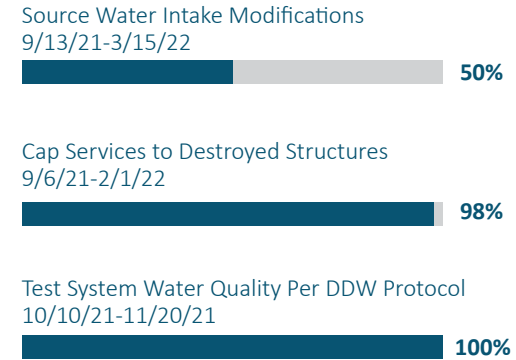 Source Water Intake Modifications
9/13/21-3/15/22
50%
Cap Services to Destroyed Structures
9/6/21-2/1/22
98%
Test System Water Quality Per DDW Protocol
10/10/21-11/20/21
100%